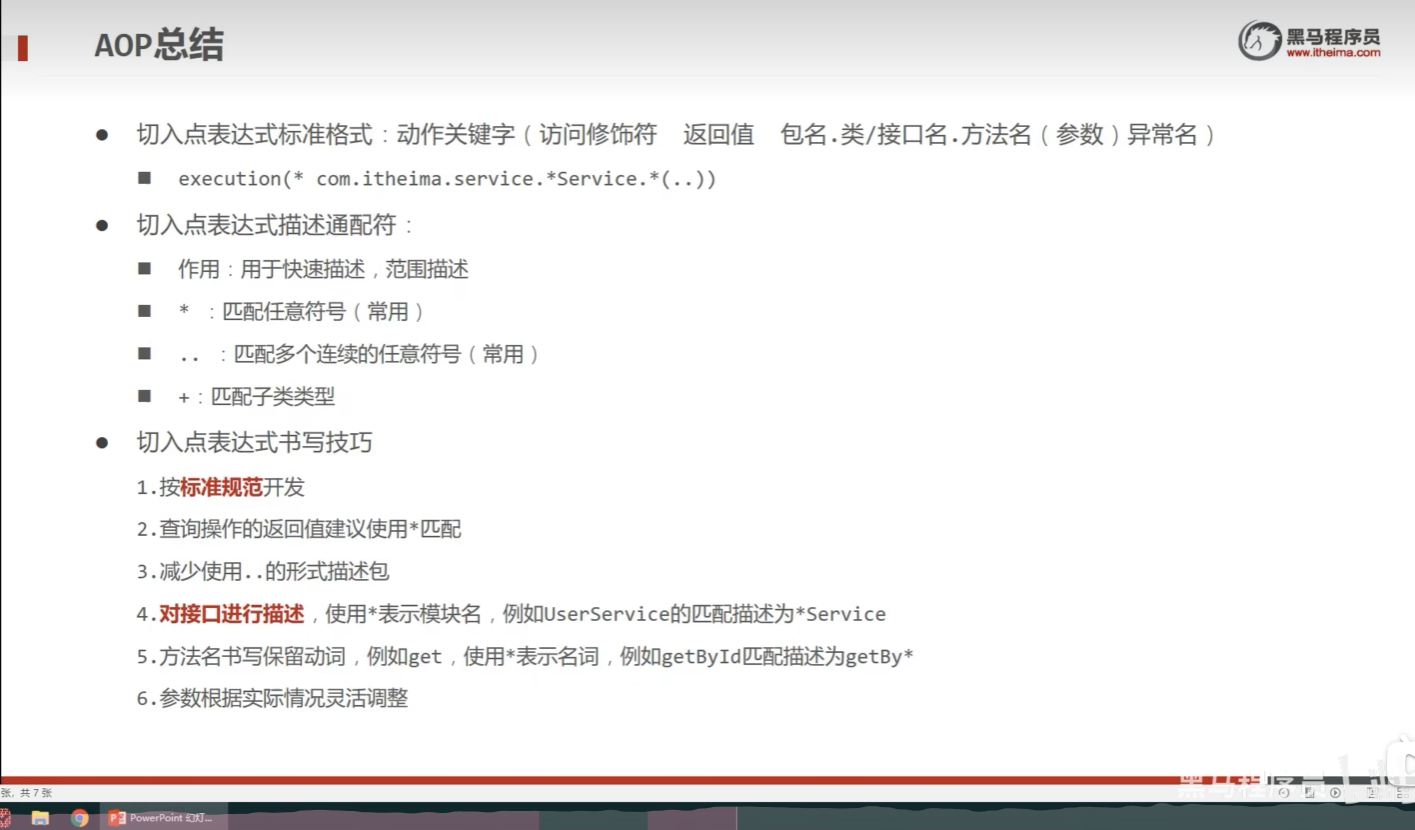 AOP总结
黑马程序员
www.itheima.com
切入点表达式标准格式：动作关键字（访问修饰符 返回值 包名.类/接口名.方法名（参数）异常名）
execution(* com.itheima.service.*Service.*(..))
切入点表达式描述通配符：
作用：用于快速描述，范围描述
* ：匹配任意符号（常用）
.. ：匹配多个连续的任意符号（常用）
+：匹配子类类型
切入点表达式书写技巧
1.按标准规范开发
2.查询操作的返回值建议使用*匹配
3.减少使用..的形式描述包
4.对接口进行描述，使用*表示模块名，例如UserService的匹配描述为*Service
5.方法名书写保留动词，例如get，使用*表示名词，例如getById匹配描述为getBy*
6.参数根据实际情况灵活调整
黑马程序员
张，共 7 张
PowerPoint 幻灯...